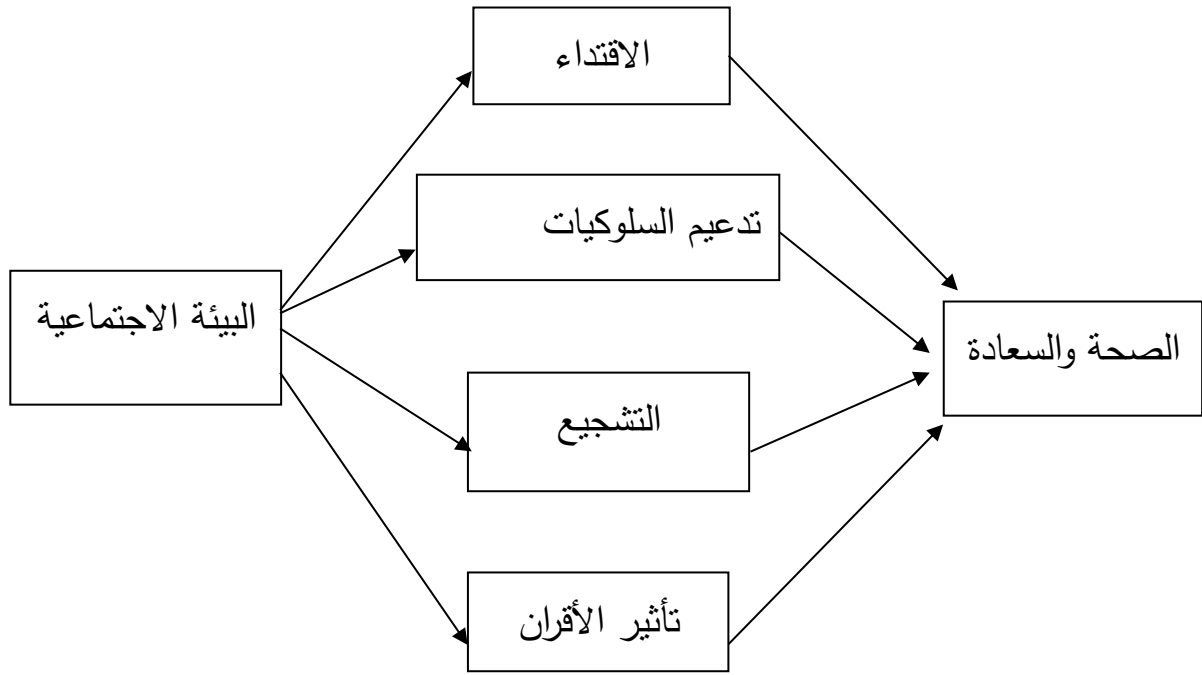 الاقتداء
تدعيم السلوكيات
البيئة الاجتماعية
الصحة والسعادة
التشجيع
تأثير الأقران